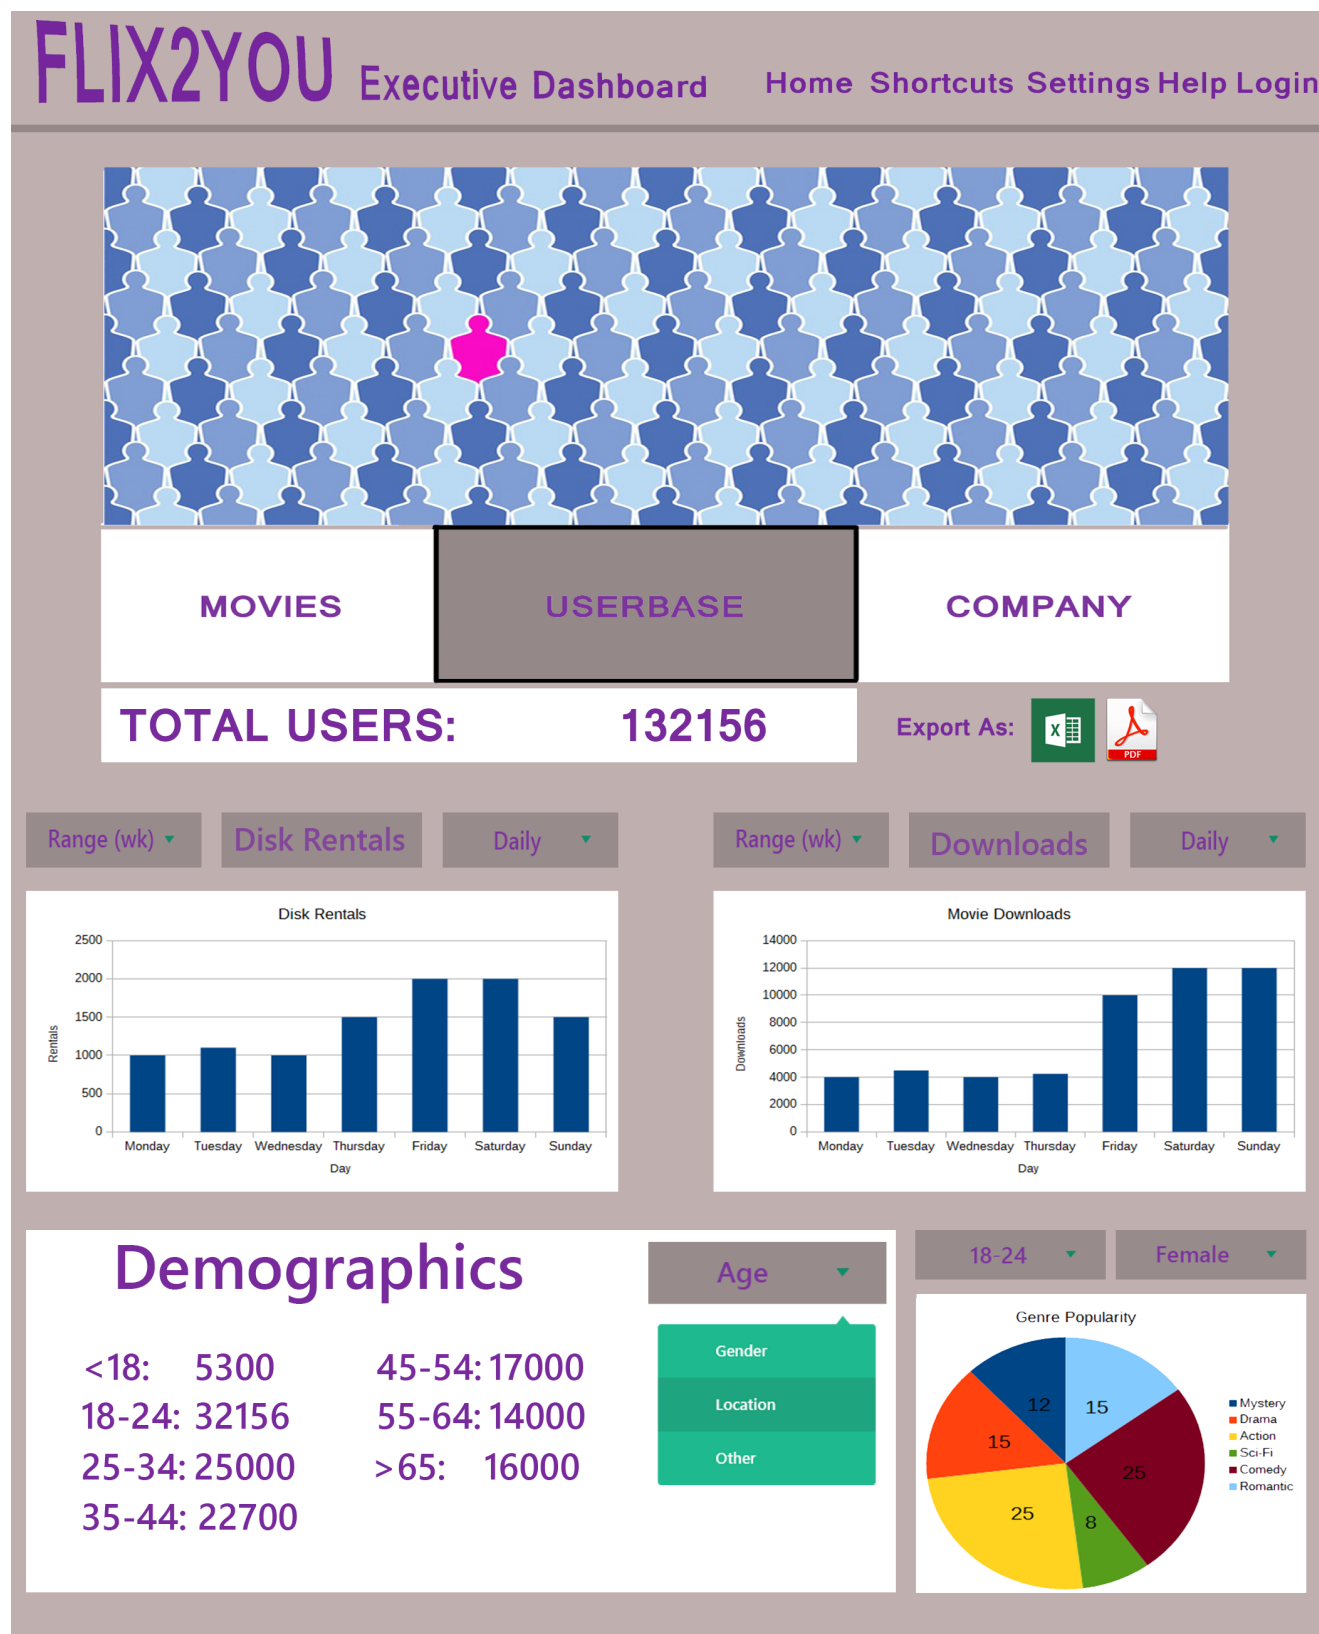 FLIX2YOU Executive Dashboard Home Shortcuts Settings Help Login
MOVIES
USERBASE
COMPANY
TOTAL USERS: 132156
Export As:
X
PDF
Range (wk)
Disk Rentals
Daily
Range (wk)
Downloads
Daily
Disk Rentals
2500
2000
1500
1000
500
0
Rentals
Monday Tuesday Wednesday Thursday Friday Saturday Sunday
Day
Movie Downloads
14000
12000
10000
8000
6000
4000
2000
0
Downloads
Monday Tuesday Wednesday Thursday Friday Saturday Sunday
Day
Demographics
Age
Gender
Location
Other
<18: 5300
18-24: 32156
25-34: 25000
35-44: 22700
45-54: 17000
55-64: 14000
>65: 16000
18-24
Female
Genre Popularity
12
15
15
25
25
8
Mystery
Drama
Action
Sci-Fi
Comedy
Romantic